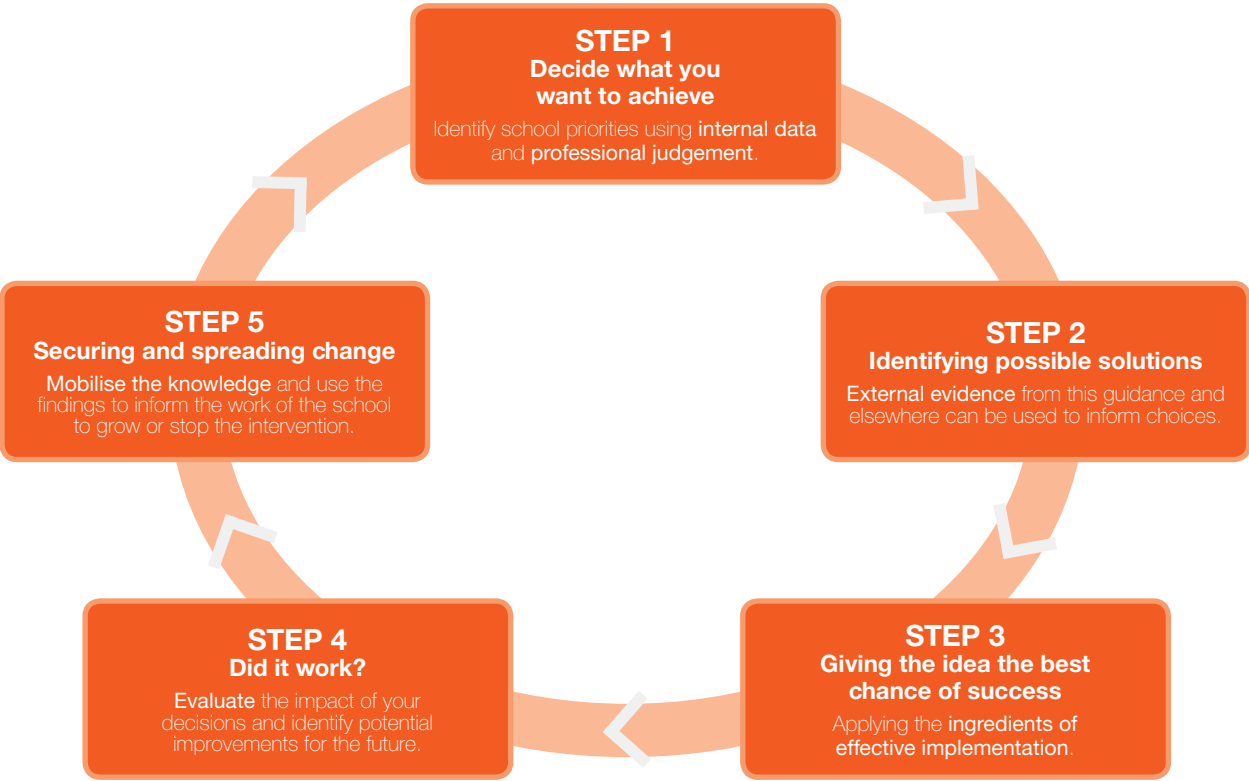 STEP 1
Decide what you
want to achieve
Identify school priorities using internal data
and professional judgement.
STEP 2
Identifying possible solutions
External evidence from this guidance and
elsewhere can be used to inform choices.
STEP 3
Giving the idea the best
chance of success
Applying the ingredients of
effective implementation.
STEP 4
Did it work?
Evaluate the impact of your
decisions and identify potential
improvements for the future.
STEP 5
Securing and spreading change
Mobilise the knowledge and use the
findings to inform the work of the school
to grow or stop the intervention.